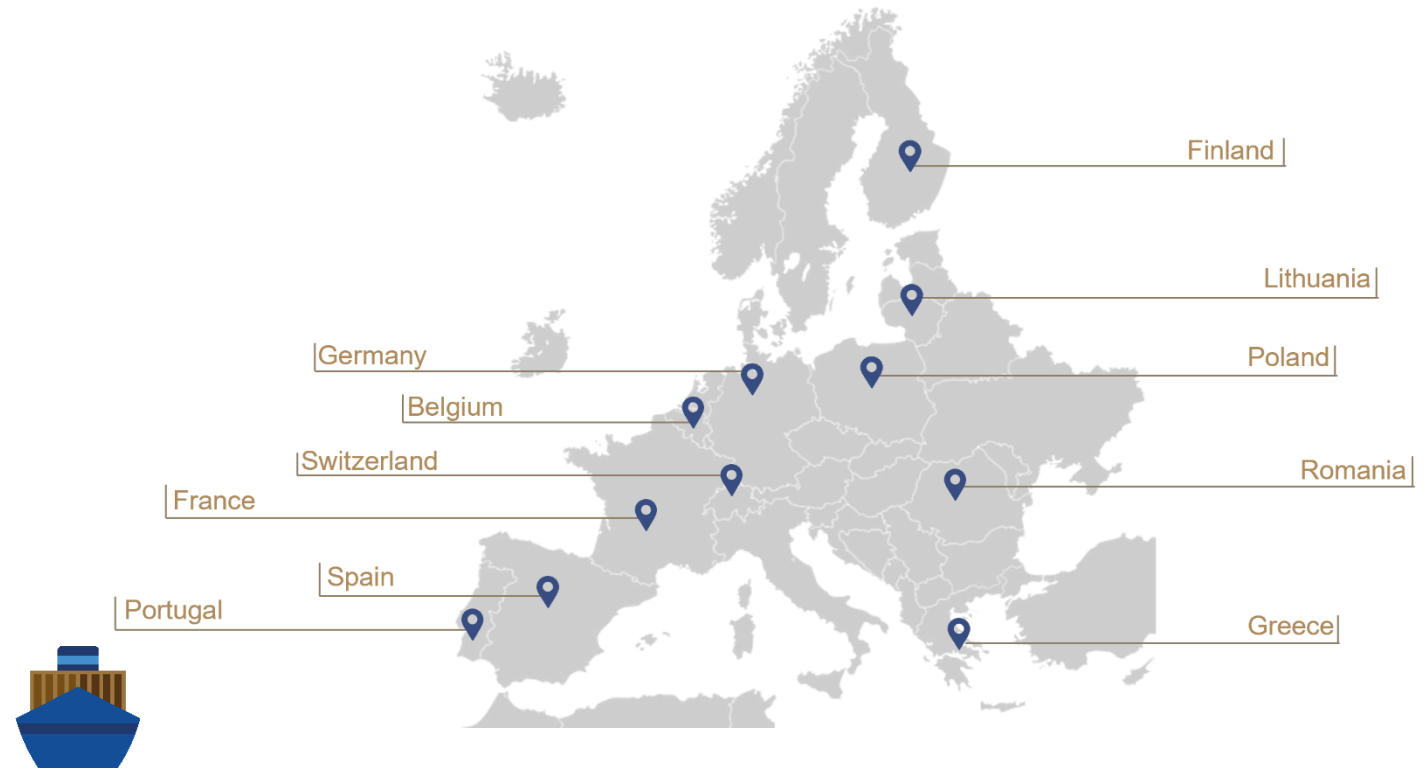 Finland
Lithuania
Germany
Poland
Belgium
Switzerland
Romania
France
Spain
Portugal
Greece